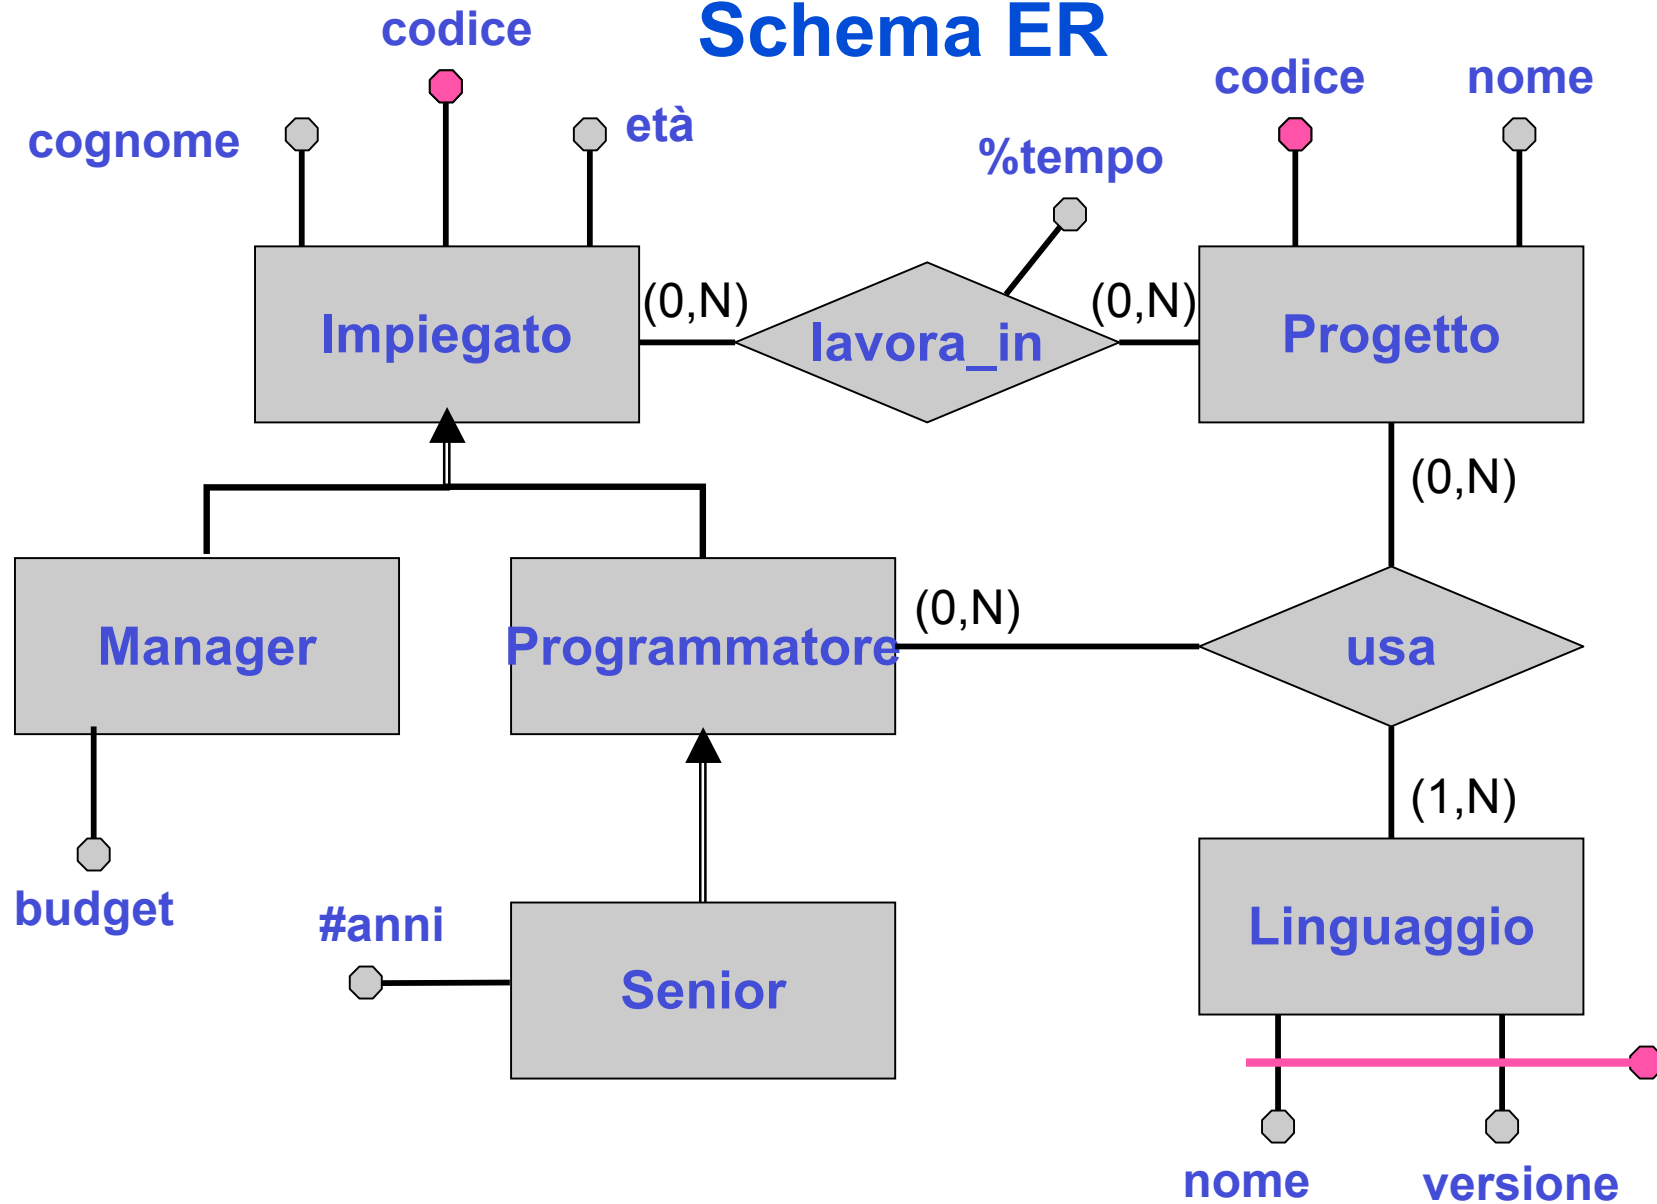 Schema ER
codice
cognome
età
%tempo
codice
nome
Impiegato
(0,N)
lavora_in
(0,N)
Progetto
(0,N)
Manager
Programmatore
(0,N)
usa
(1,N)
budget
#anni
Senior
Linguaggio
nome
versione